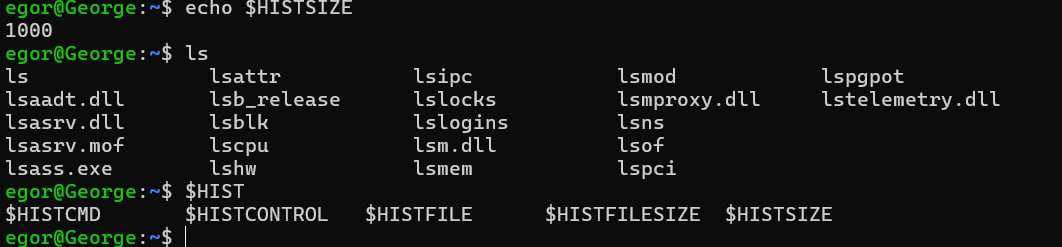 egor@George:~$ echo $HISTSIZE
1000
egor@George:~$ ls
ls lsattr lsipc lsmod lspgpot
lsaadt.dll lsb_release lslocks lsmproxy.dll lstelemetry.dll
lsasrv.dll lsblk lslogins lsns
lsasrv.mof lscpu lsm.dll lsof
lsass.exe lshw lsmem lspci
egor@George:~$ $HIST
$HISTCMD $HISTCONTROL $HISTFILE $HISTFILESIZE $HISTSIZE
egor@George:~$